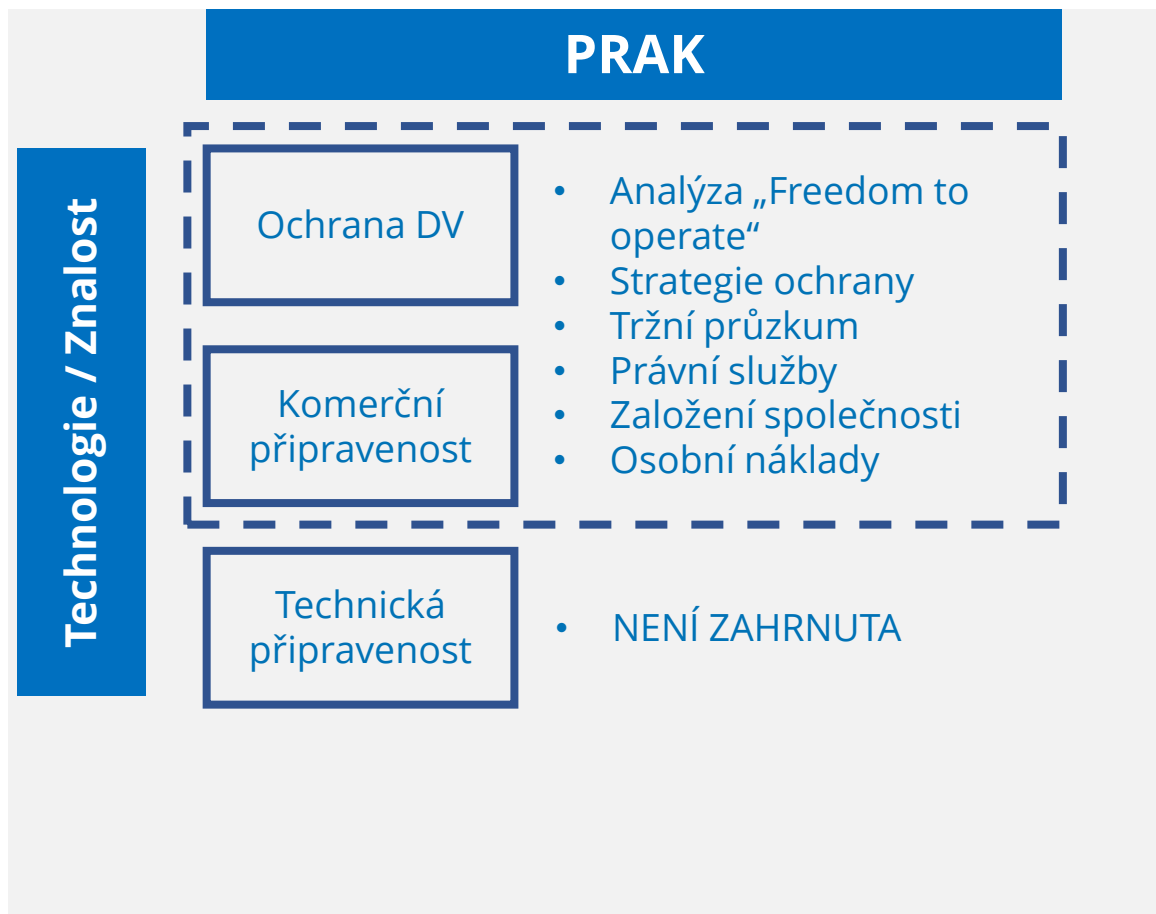 PRAK
Technologie / Znalost
Ochrana DV
• Analýza „Freedom to
operate“
• Strategie ochrany
• Tržní průzkum
• Právní služby
• Založení společnosti
• Osobní náklady
Komerční
připravenost
Technická
připravenost
• NENÍ ZAHRNUTA